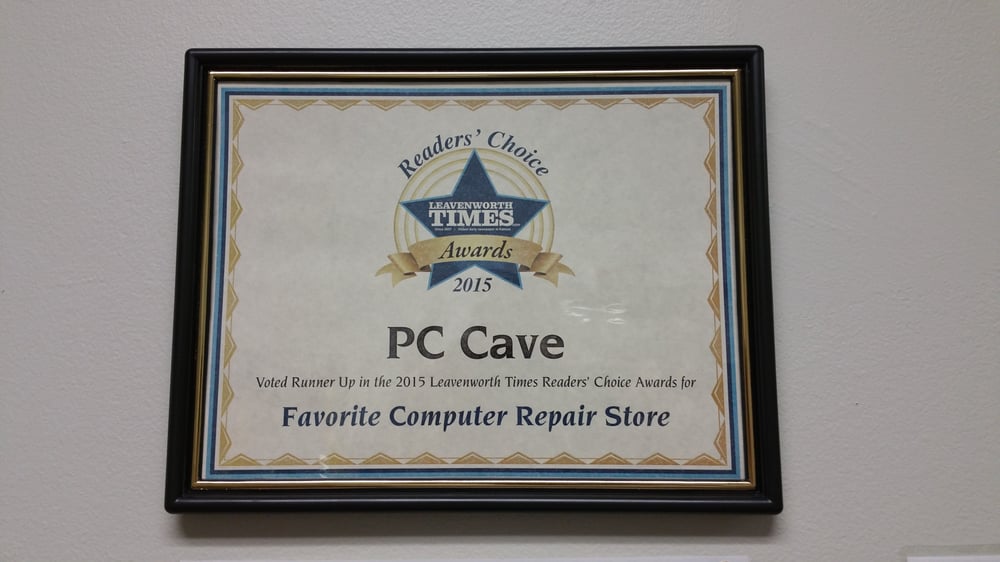 Readers' Choice
LEAVENWORTH
TIMES
Awards
2015
PC Cave
Voted Runner Up in the 2015 Leavenworth Times Readers' Choice Awards for
Favorite Computer Repair Store